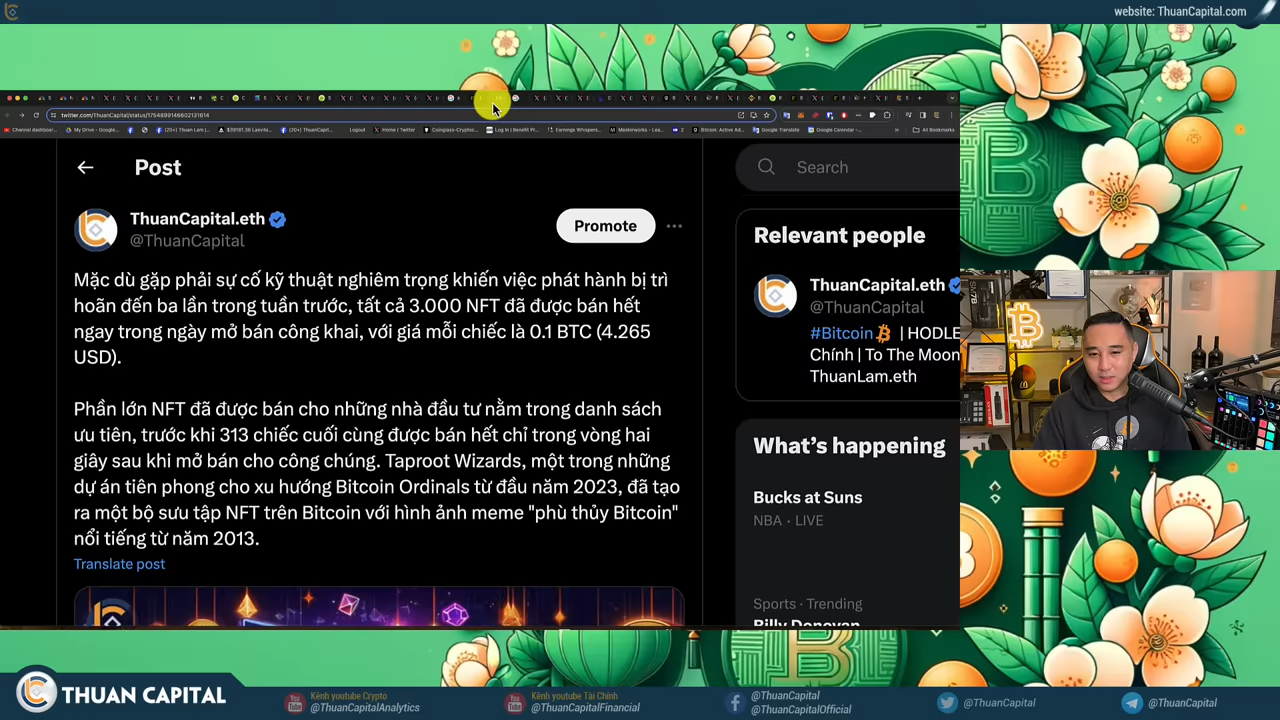 website: ThuanCapital.com
twitter.com/ThuanCapital/status/1754899146602131614
All Bookmarks
Post
Search
ThuanCapital.eth
@ThuanCapital
Promote
Mặc dù gặp phải sự cố kỹ thuật nghiêm trọng khiến việc phát hành bị trì
hoãn đến ba lần trong tuần trước, tất cả 3.000 NFT đã được bán hết
ngay trong ngày mở bán công khai, với giá mỗi chiếc là 0.1 BTC (4.265
USD).
Phần lớn NFT đã được bán cho những nhà đầu tư nằm trong danh sách
ưu tiên, trước khi 313 chiếc cuối cùng được bán hết chỉ trong vòng hai
giây sau khi mở bán cho công chúng. Taproot Wizards, một trong những
dự án tiên phong cho xu hướng Bitcoin Ordinals từ đầu năm 2023, đã tạo
ra một bộ sưu tập NFT trên Bitcoin với hình ảnh meme "phù thủy Bitcoin"
nổi tiếng từ năm 2013.
Translate post
Relevant people
ThuanCapital.eth
@ThuanCapital
#Bitcoin | HODLE
Chính | To The Moon
ThuanLam.eth
What's happening
Bucks at Suns
NBA · LIVE
Sports · Trending
Billy Donovan
THUAN CAPITAL
Kênh youtube Crypto
@ThuanCapitalAnalytics
Kênh youtube Tài Chính
@ThuanCapitalFinancial
@ThuanCapital
@ThuanCapitalOfficial
@ThuanCapital
@ThuanCapital